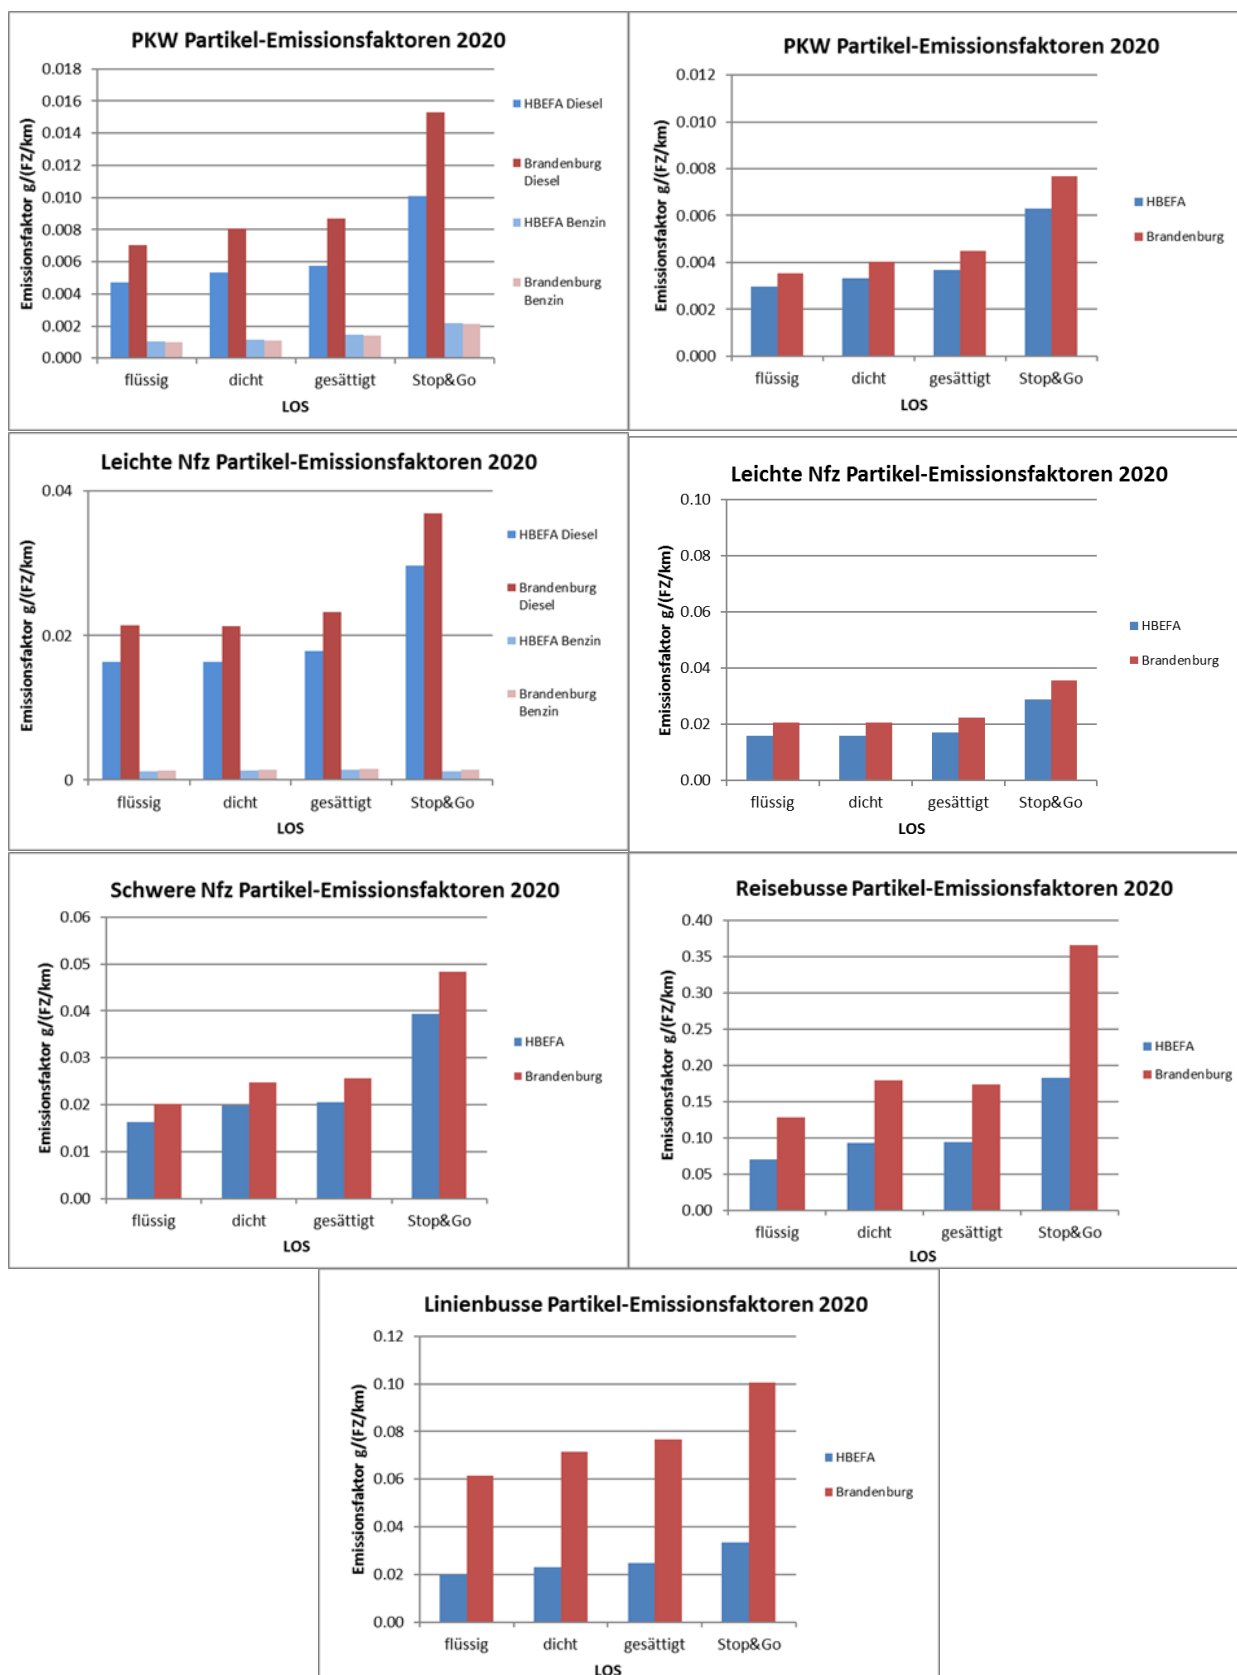 PKW Partikel-Emissionsfaktoren 2020
Emissionsfaktor g/(FZ/km)
0.018
0.016
0.014
0.012
0.010
0.008
0.006
0.004
0.002
0.000
flüssig
dicht
gesättigt
Stop&Go
LOS
HBEFA Diesel
Brandenburg
Diesel
HBEFA Benzin
Brandenburg
Benzin
PKW Partikel-Emissionsfaktoren 2020
Emissionsfaktor g/(FZ/km)
0.012
0.010
0.008
0.006
0.004
0.002
0.000
flüssig
dicht
gesättigt
Stop&Go
LOS
HBEFA
Brandenburg
Leichte Nfz Partikel-Emissionsfaktoren 2020
Emissionsfaktor g/(FZ/km)
0.04
0.02
0
flüssig
dicht
gesättigt
Stop&Go
LOS
HBEFA Diesel
Brandenburg
Diesel
HBEFA Benzin
Brandenburg
Benzin
Leichte Nfz Partikel-Emissionsfaktoren 2020
Emissionsfaktor g/(FZ/km)
0.10
0.08
0.06
0.04
0.02
0.00
flüssig
dicht
gesättigt
Stop&Go
LOS
HBEFA
Brandenburg
Schwere Nfz Partikel-Emissionsfaktoren 2020
Emissionsfaktor g/(FZ/km)
0.06
0.05
0.04
0.03
0.02
0.01
0.00
flüssig
dicht
gesättigt
Stop&Go
LOS
HBEFA
Brandenburg
Reisebusse Partikel-Emissionsfaktoren 2020
Emissionsfaktor g/(FZ/km)
0.40
0.35
0.30
0.25
0.20
0.15
0.10
0.05
0.00
flüssig
dicht
gesättigt
Stop&Go
LOS
HBEFA
Brandenburg
Linienbusse Partikel-Emissionsfaktoren 2020
Emissionsfaktor g/(FZ/km)
0.12
0.10
0.08
0.06
0.04
0.02
0.00
flüssig
dicht
gesättigt
Stop&Go
LOS
HBEFA
Brandenburg